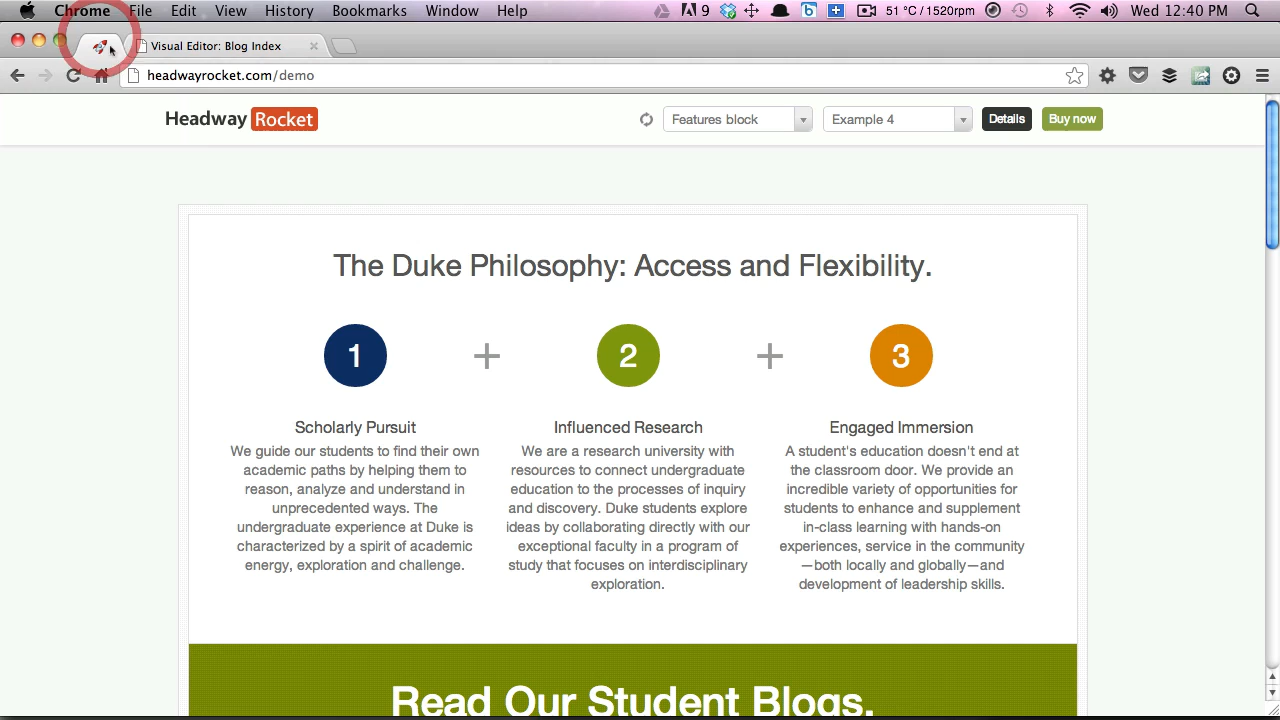 Chrome File Edit View History Bookmarks Window Help 9 51 °C / 1520rpm Wed 12:40 PM
Visual Editor: Blog Index
headwayrocket.com/demo
Headway Rocket Features block Example 4 Details Buy now
The Duke Philosophy: Access and Flexibility.
1 + 2 + 3
Scholarly Pursuit
We guide our students to find their own
academic paths by helping them to
reason, analyze and understand in
unprecedented ways. The
undergraduate experience at Duke is
characterized by a spirit of academic
energy, exploration and challenge.
Influenced Research
We are a research university with
resources to connect undergraduate
education to the processes of inquiry
and discovery. Duke students explore
ideas by collaborating directly with our
exceptional faculty in a program of
study that focuses on interdisciplinary
exploration.
Engaged Immersion
A student's education doesn't end at
the classroom door. We provide an
incredible variety of opportunities for
students to enhance and supplement
in-class learning with hands-on
experiences, service in the community
—both locally and globally—and
development of leadership skills.
Read Our Student Blogs.